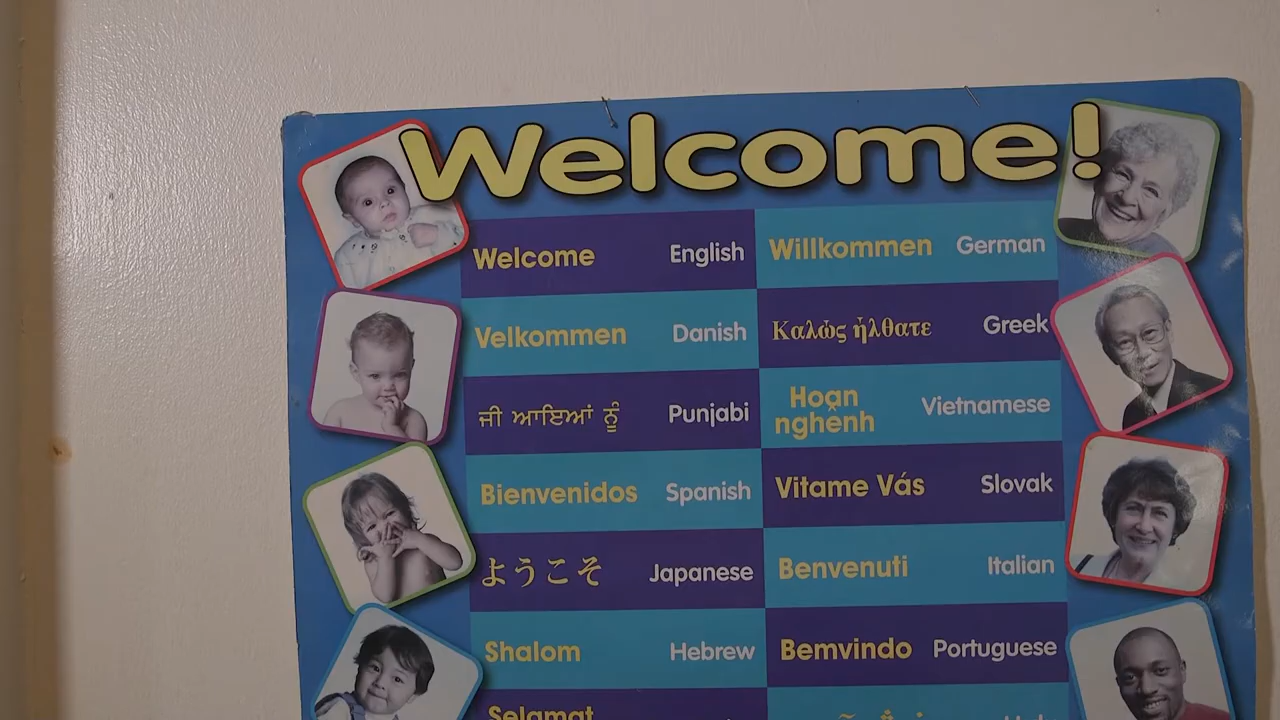 Welcome!
Welcome English
Willkommen German
Velkommen Danish
Καλώς ήλθατε Greek
ਜੀ ਆਇਆਂ ਨੂੰ Punjabi
Hoan
nghênh Vietnamese
Bienvenidos Spanish
Vitame Vás Slovak
ようこそ Japanese
Benvenuti Italian
Shalom Hebrew
Bemvindo Portuguese
Selamat